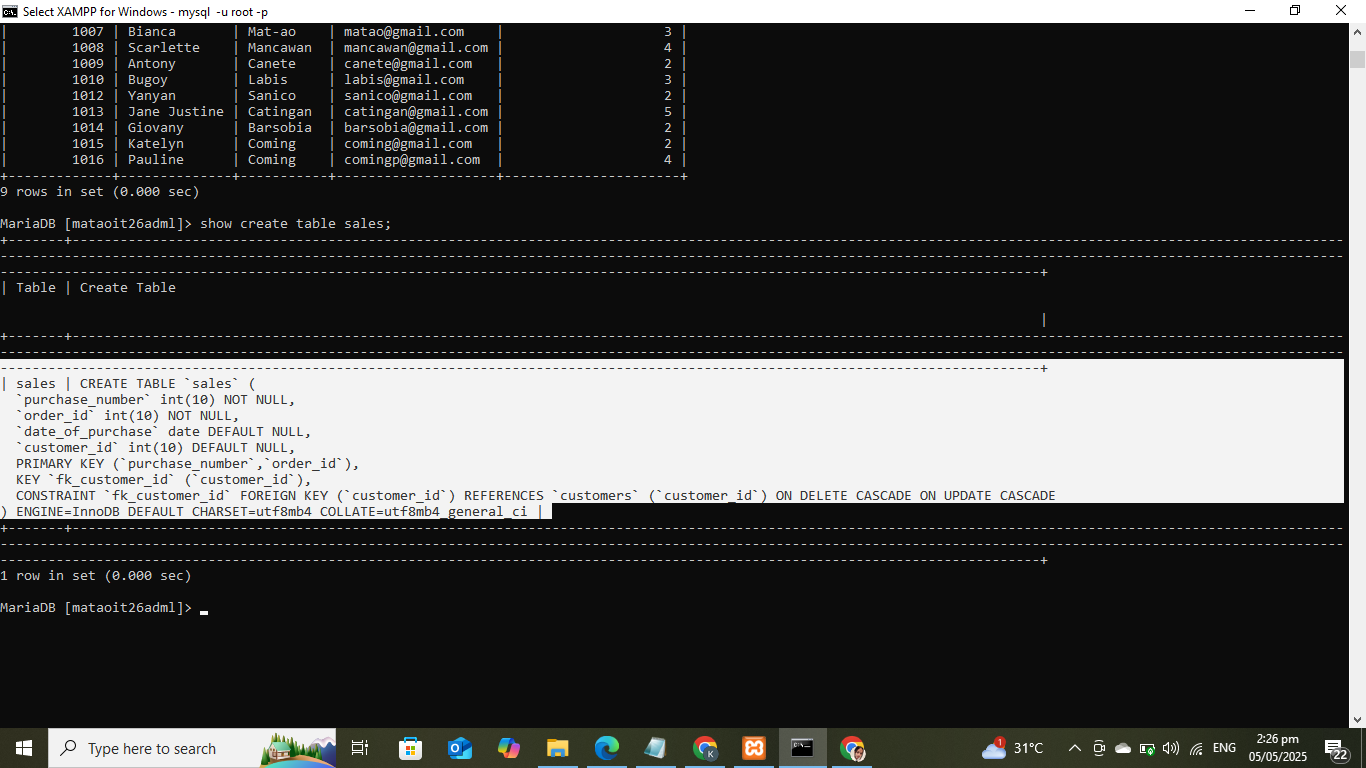 Select XAMPP for Windows - mysql  -u root -p
|        1007 | Bianca       | Mat-ao    | matao@gmail.com    |                    3 |
|        1008 | Scarlette    | Mancawan  | mancawan@gmail.com |                    4 |
|        1009 | Antony       | Canete    | canete@gmail.com   |                    2 |
|        1010 | Bugoy        | Labis     | labis@gmail.com    |                    3 |
|        1012 | Yanyan       | Sanico    | sanico@gmail.com   |                    2 |
|        1013 | Jane Justine | Catingan  | catingan@gmail.com |                    5 |
|        1014 | Giovany      | Barsobia  | barsobia@gmail.com |                    2 |
|        1015 | Katelyn      | Coming    | coming@gmail.com   |                    2 |
|        1016 | Pauline      | Coming    | comingp@gmail.com  |                    4 |
9 rows in set (0.000 sec)
MariaDB [mataoit26adml]> show create table sales;
| Table | Create Table
|
| sales | CREATE TABLE `sales` (
`purchase_number` int(10) NOT NULL,
`order_id` int(10) NOT NULL,
`date_of_purchase` date DEFAULT NULL,
`customer_id` int(10) DEFAULT NULL,
PRIMARY KEY (`purchase_number`,`order_id`),
KEY `fk_customer_id` (`customer_id`),
CONSTRAINT `fk_customer_id` FOREIGN KEY (`customer_id`) REFERENCES `customers` (`customer_id`) ON DELETE CASCADE ON UPDATE CASCADE
) ENGINE=InnoDB DEFAULT CHARSET=utf8mb4 COLLATE=utf8mb4_general_ci |
1 row in set (0.000 sec)
MariaDB [mataoit26adml]>
Type here to search
1
31°C
ENG
2:26 pm
05/05/2025
22